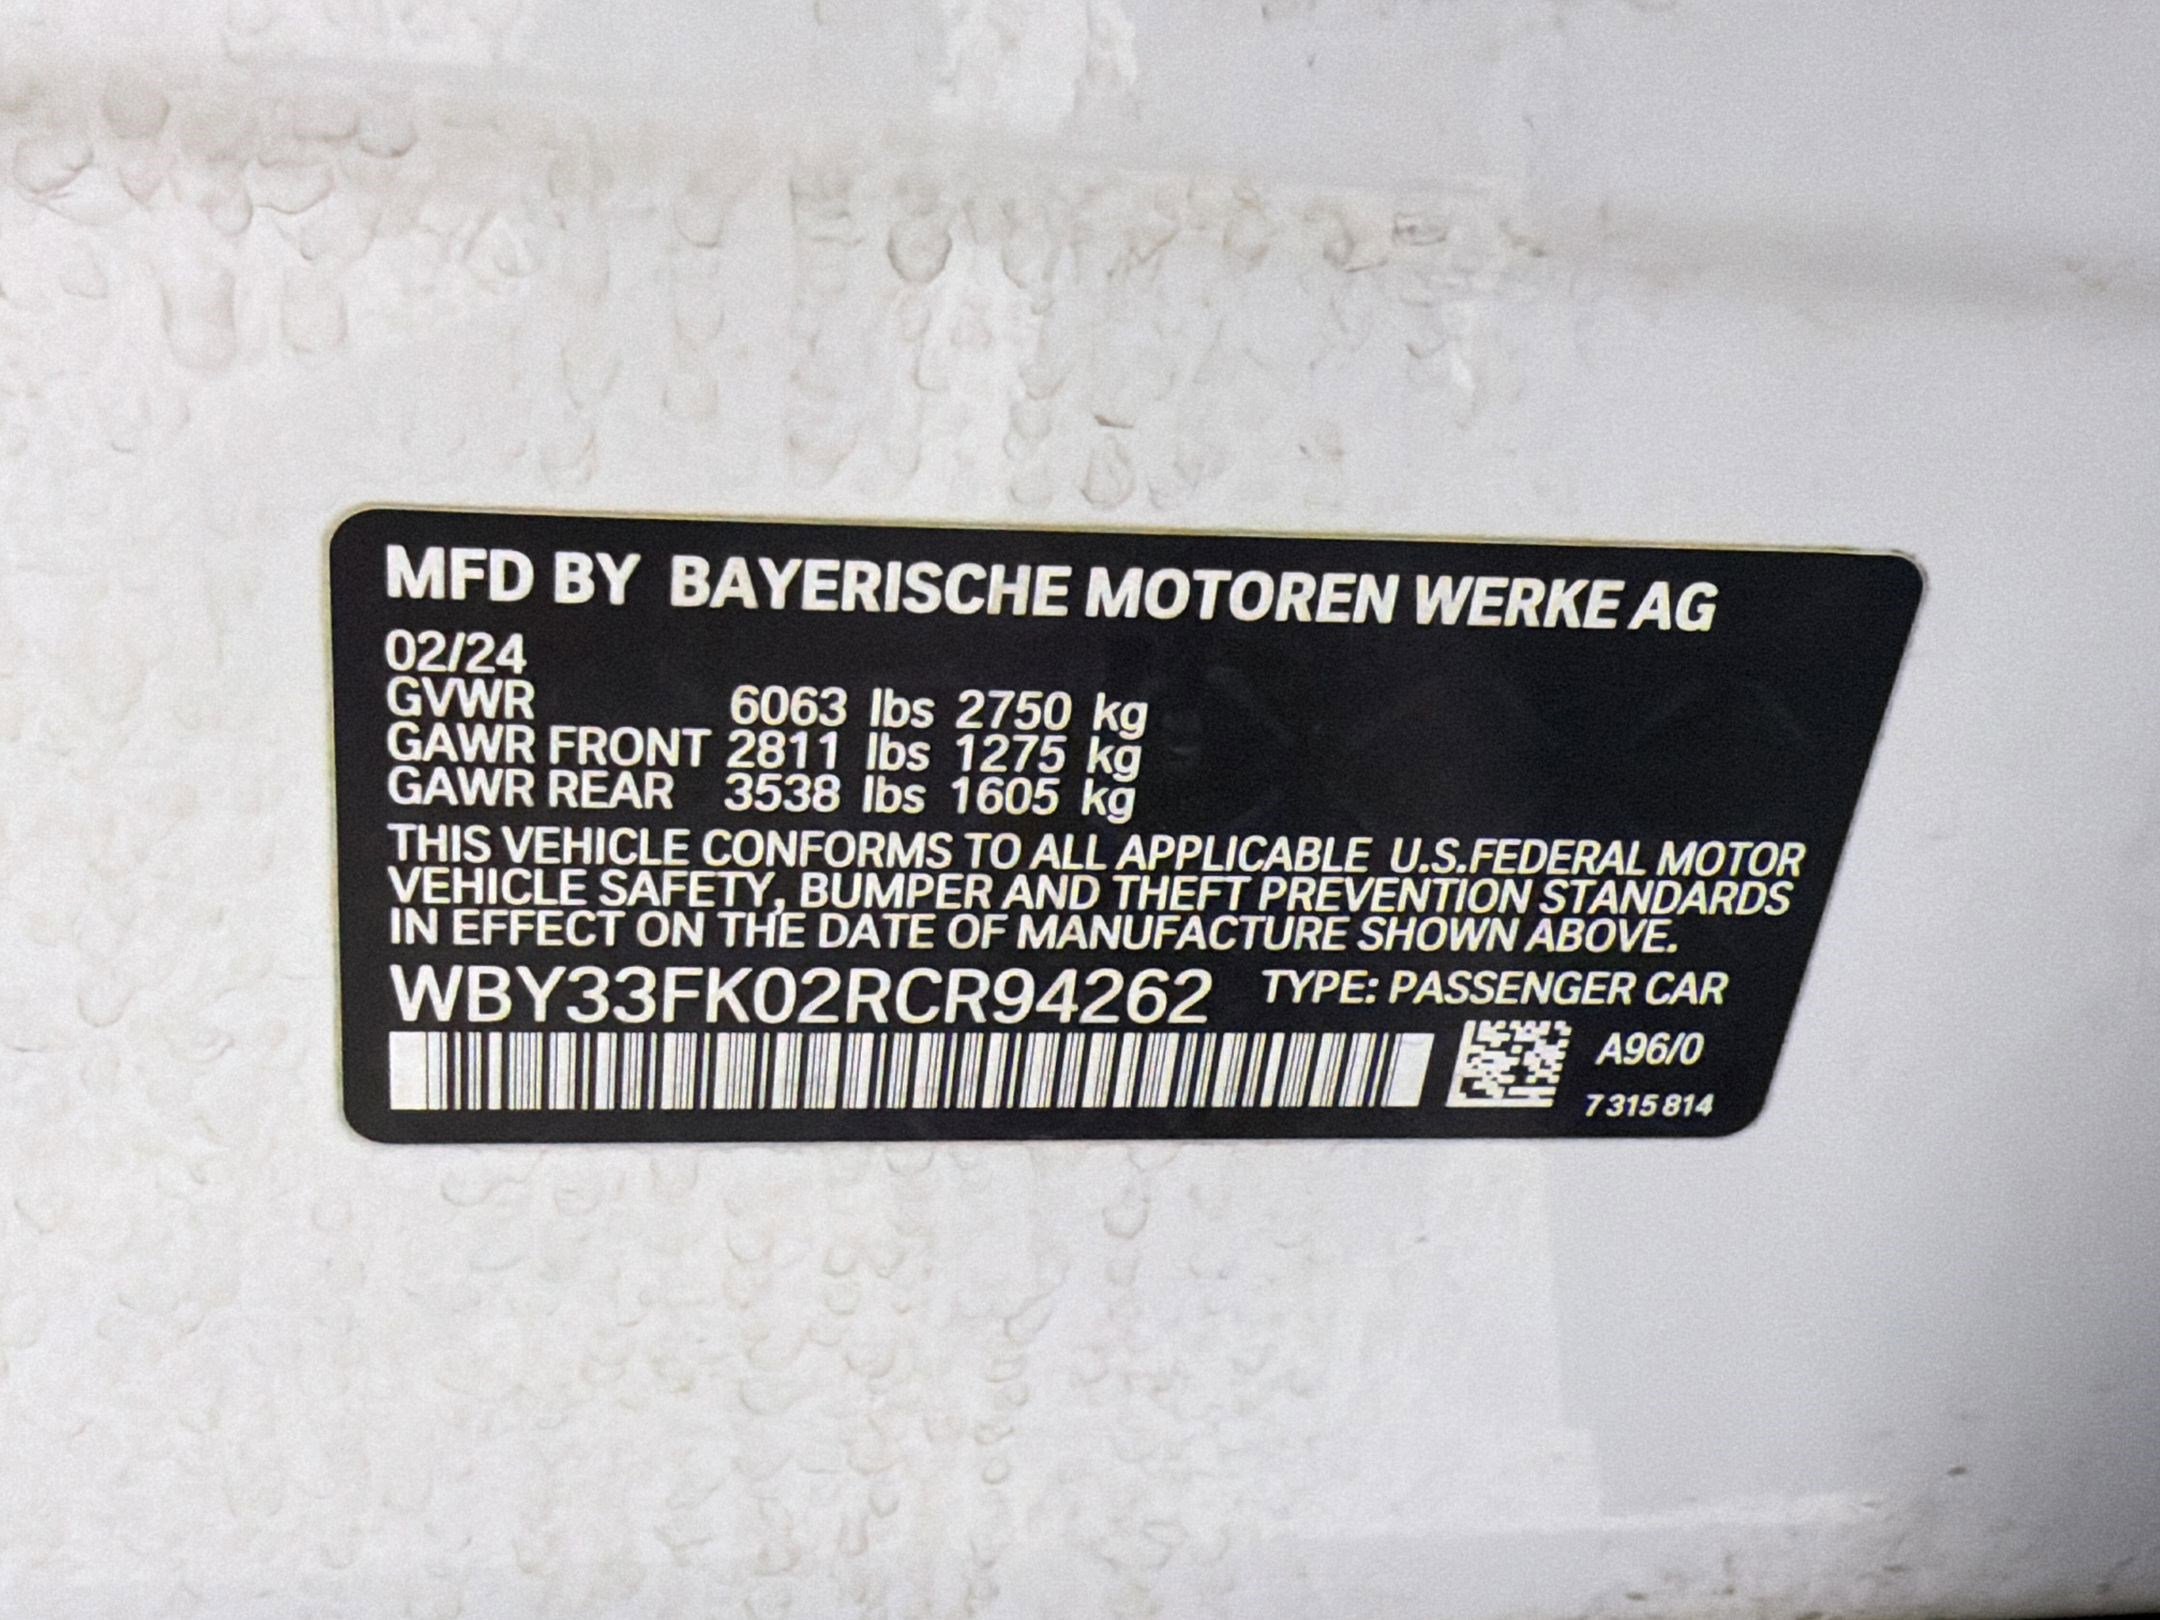 MFD BY BAYERISCHE MOTOREN WERKE AG
02/24
GVWR 6063 lbs 2750 kg
GAWR FRONT 2811 lbs 1275 kg
GAWR REAR 3538 lbs 1605 kg
THIS VEHICLE CONFORMS TO ALL APPLICABLE U.S.FEDERAL MOTOR
VEHICLE SAFETY, BUMPER AND THEFT PREVENTION STANDARDS
IN EFFECT ON THE DATE OF MANUFACTURE SHOWN ABOVE.
WBY33FK02RCR94262 TYPE: PASSENGER CAR
A96/0
7 315 814